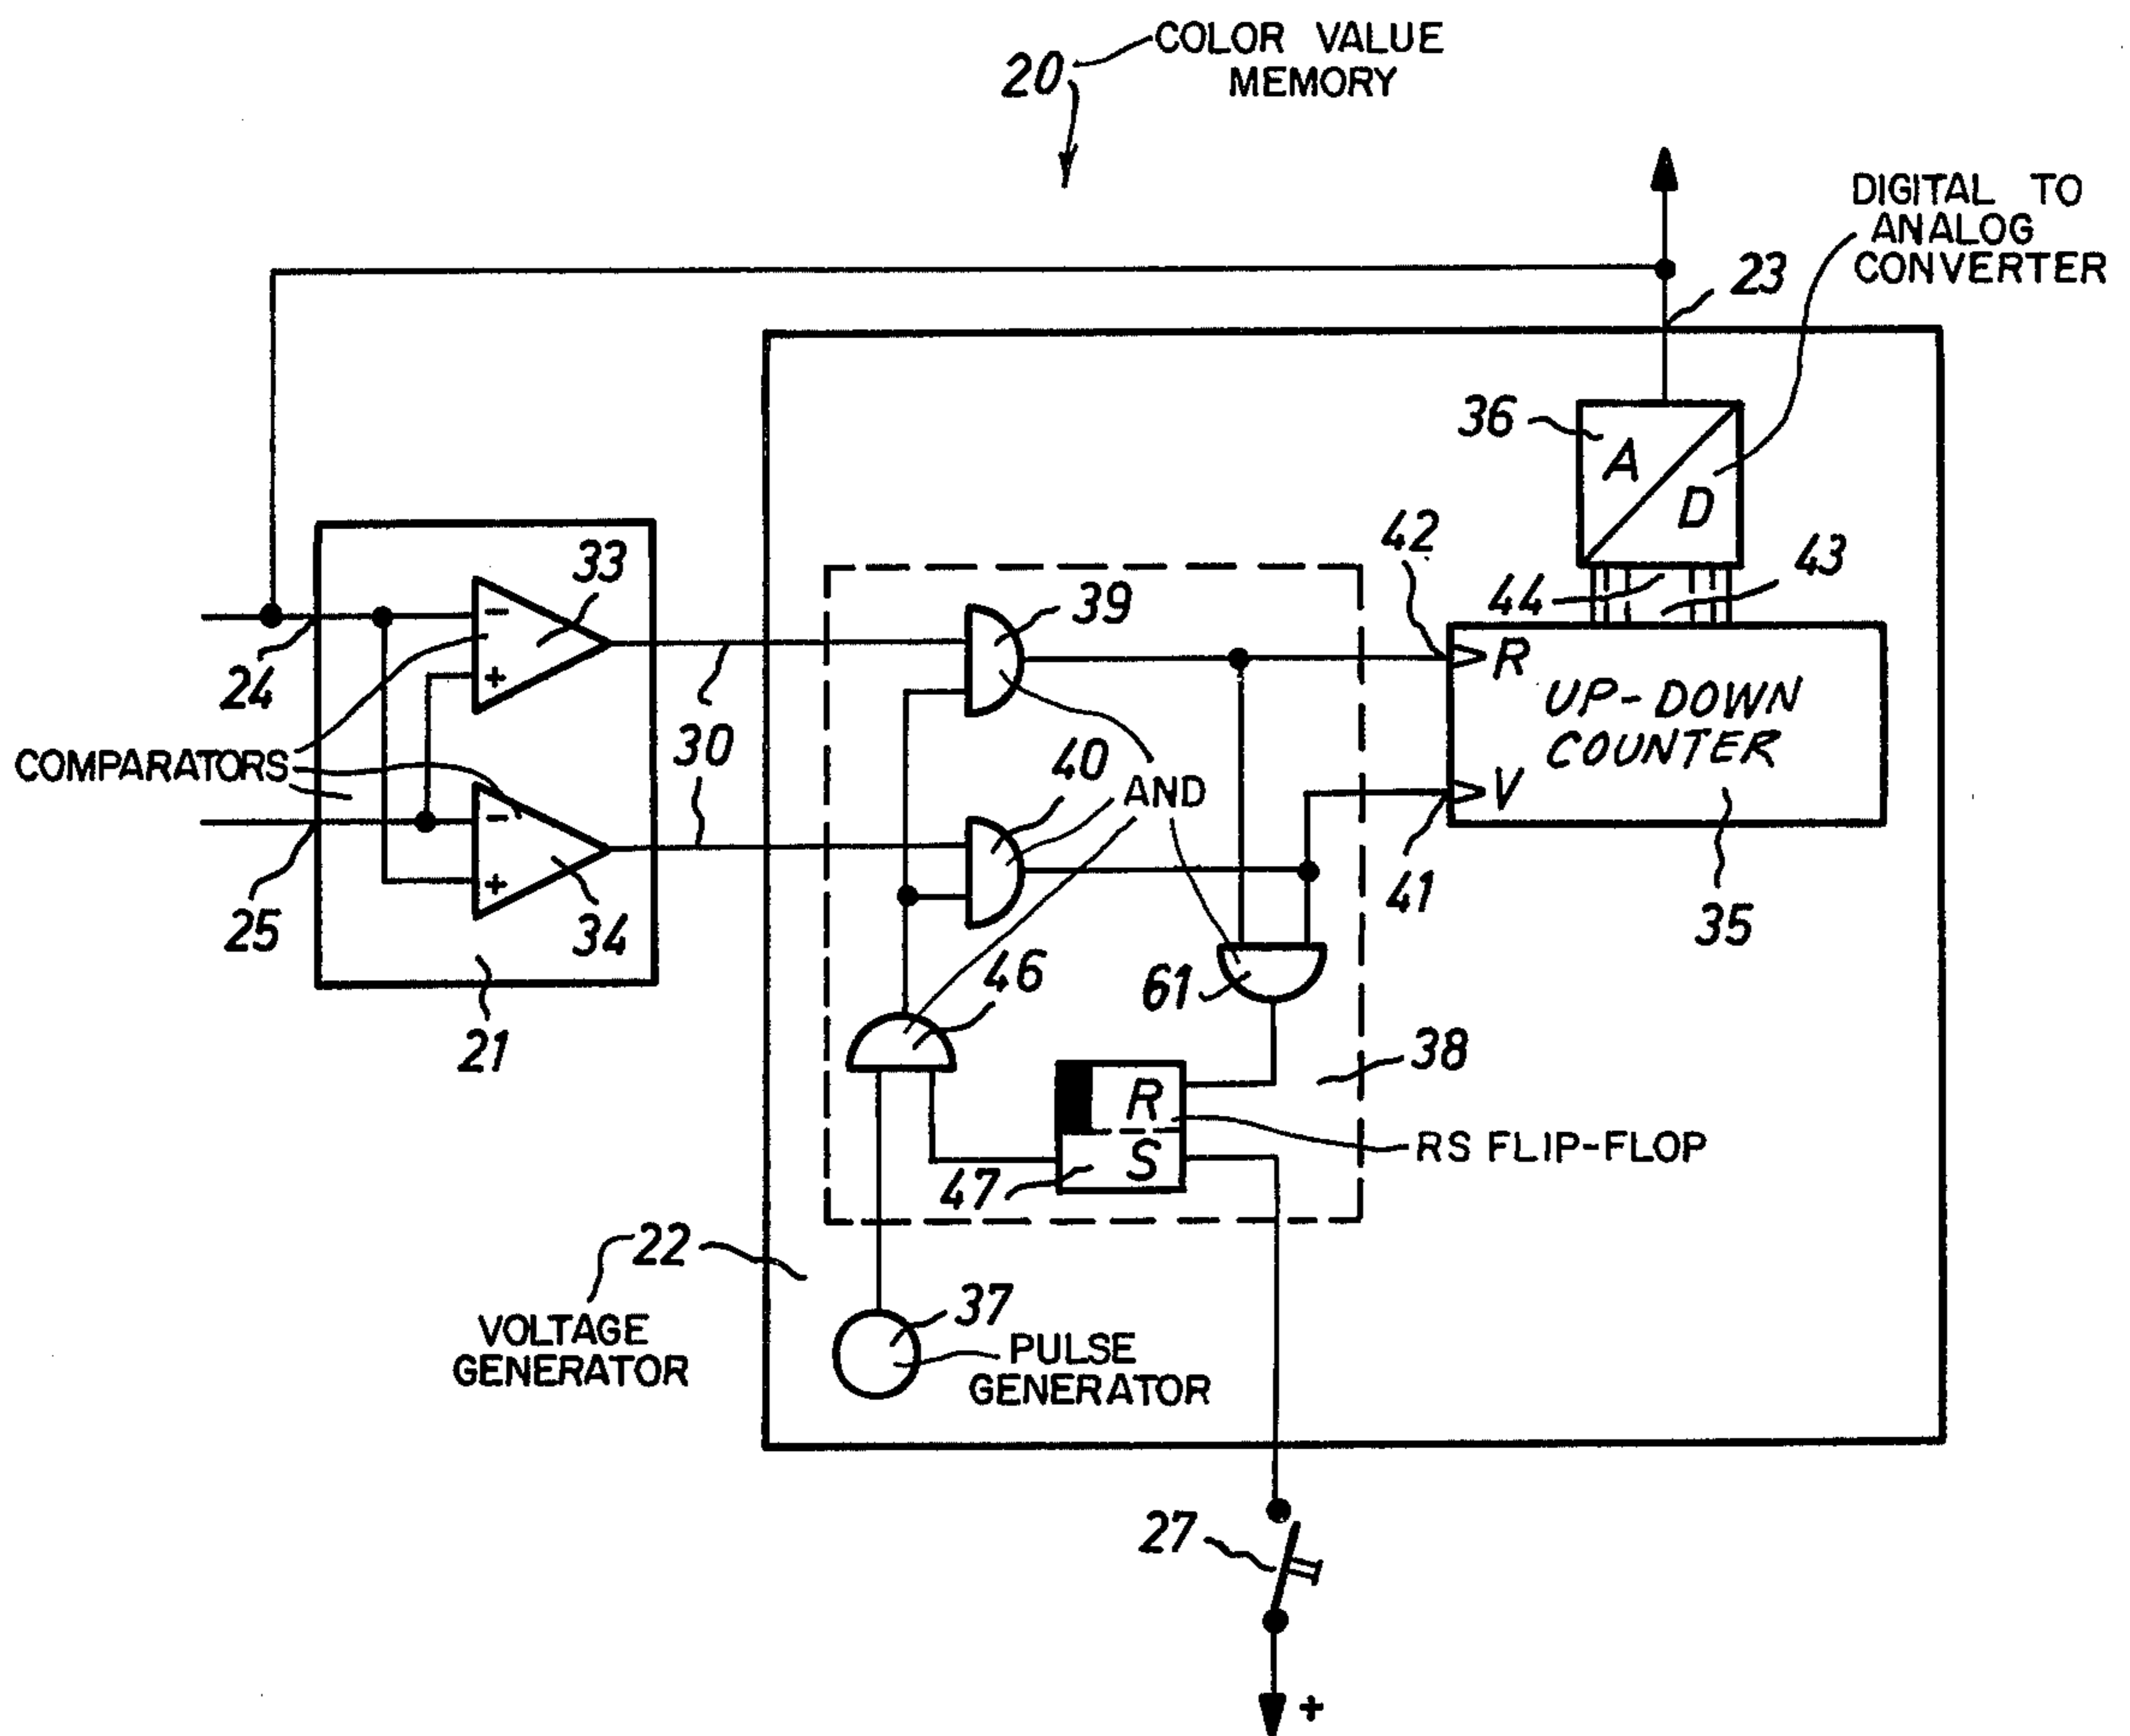 COLOR VALUE
MEMORY
20
DIGITAL TO
ANALOG
CONVERTER
23
36
A
D
42
44
43
33
39
24
-
+
30
R
UP-DOWN
COUNTER
V
COMPARATORS
40
AND
-
+
25
34
41
35
46
61
21
38
R
S
RS FLIP-FLOP
47
22
VOLTAGE
GENERATOR
37
PULSE
GENERATOR
27
+